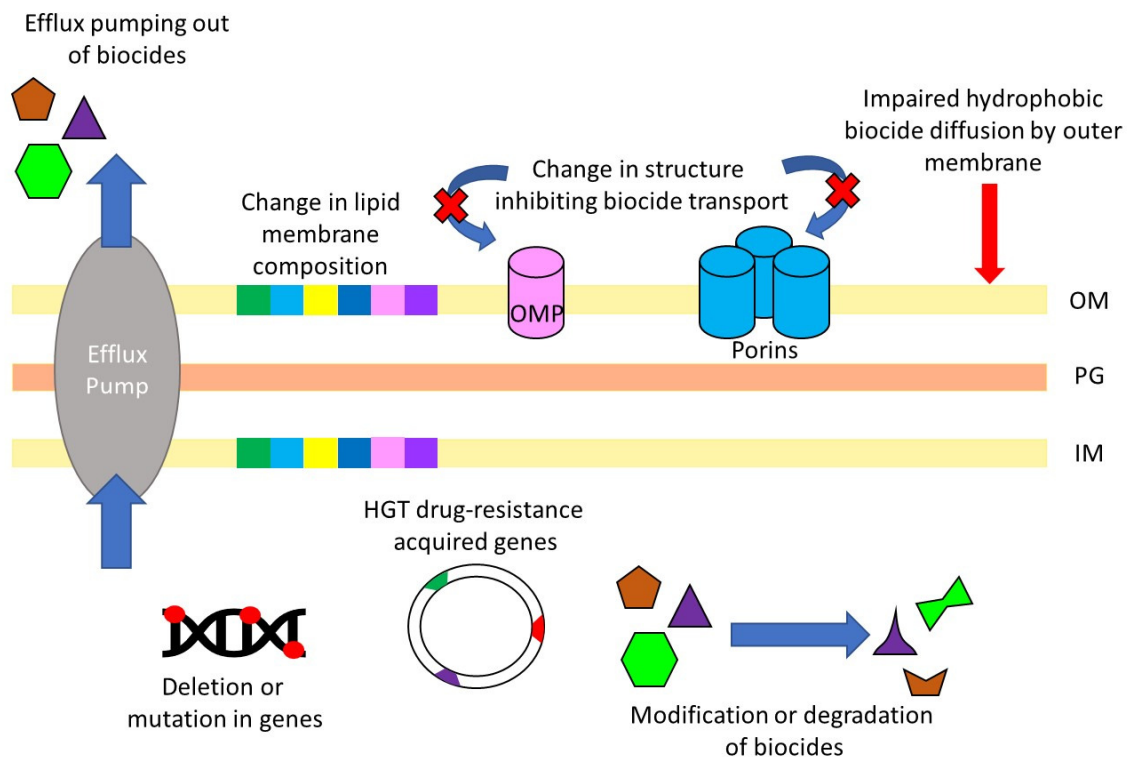 Efflux pumping out
of biocides
Impaired hydrophobic
biocide diffusion by outer
membrane
Change in structure
inhibiting biocide transport
Change in lipid
membrane
composition
OMP
Porins
OM
Efflux
Pump
PG
IM
HGT drug-resistance
acquired genes
Deletion or
mutation in genes
Modification or degradation
of biocides